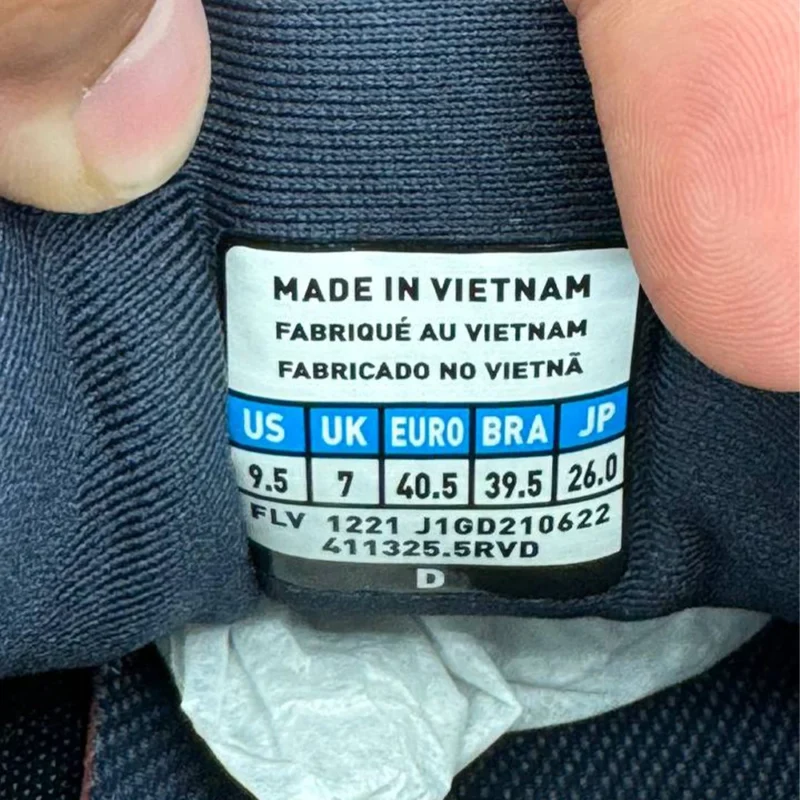 MADE IN VIETNAM
FABRIQUÉ AU VIETNAM
FABRICADO NO VIETNÃ
US UK EURO BRA JP
9.5 7 40.5 39.5 26.0
FLV 1221 J1GD210622
411325.5RVD
D